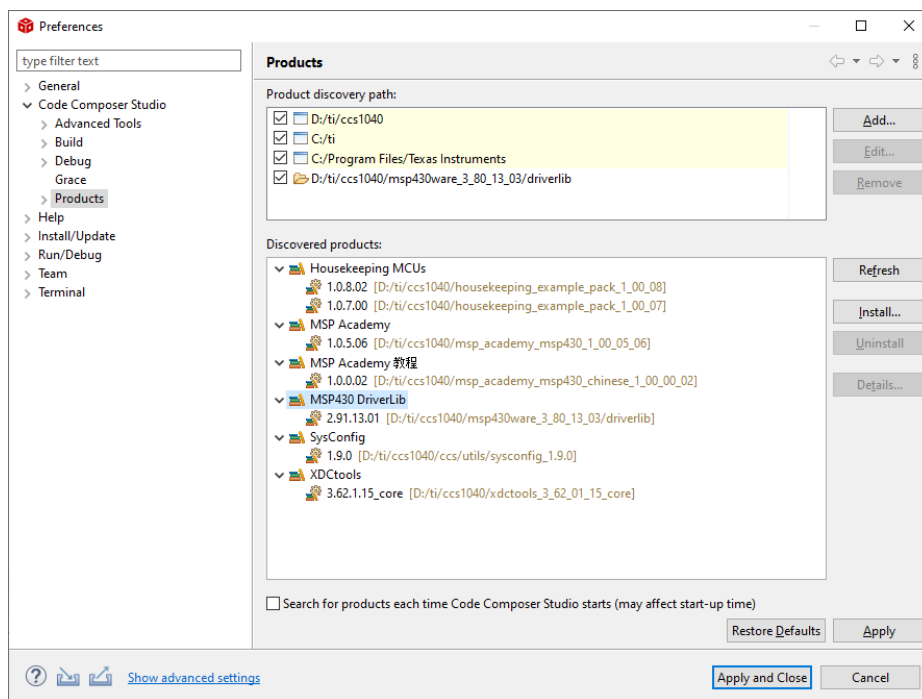 Preferences
type filter text
Products
General
Code Composer Studio
Advanced Tools
Build
Debug
Grace
Products
Help
Install/Update
Run/Debug
Team
Terminal
Product discovery path:
D:/ti/ccs1040
C:/ti
C:/Program Files/Texas Instruments
D:/ti/ccs1040/msp430ware_3_80_13_03/driverlib
Add...
Edit...
Remove
Discovered products:
Housekeeping MCUs
1.0.8.02 [D:/ti/ccs1040/housekeeping_example_pack_1_00_08]
1.0.7.00 [D:/ti/ccs1040/housekeeping_example_pack_1_00_07]
MSP Academy
1.0.5.06 [D:/ti/ccs1040/msp_academy_msp430_1_00_05_06]
MSP Academy 教程
1.0.0.02 [D:/ti/ccs1040/msp_academy_msp430_chinese_1_00_00_02]
MSP430 DriverLib
2.91.13.01 [D:/ti/ccs1040/msp430ware_3_80_13_03/driverlib]
SysConfig
1.9.0 [D:/ti/ccs1040/ccs/utils/sysconfig_1.9.0]
XDCtools
3.62.1.15_core [D:/ti/ccs1040/xdctools_3_62_01_15_core]
Refresh
Install...
Uninstall
Details...
Search for products each time Code Composer Studio starts (may affect start-up time)
Restore Defaults
Apply
Show advanced settings
Apply and Close
Cancel